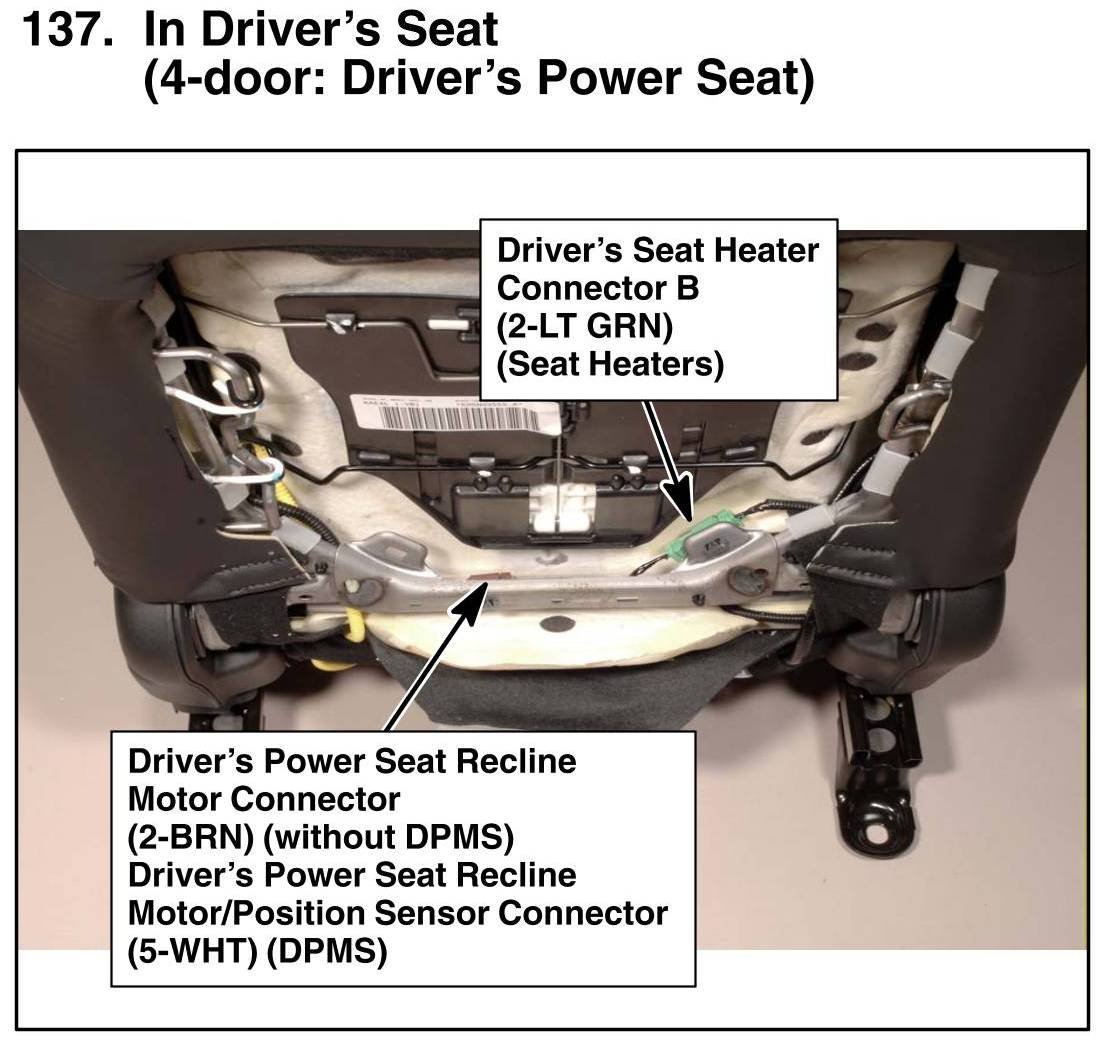 137. In Driver’s Seat
(4-door: Driver’s Power Seat)
Driver’s Seat Heater
Connector B
(2-LT GRN)
(Seat Heaters)
Driver’s Power Seat Recline
Motor Connector
(2-BRN) (without DPMS)
Driver’s Power Seat Recline
Motor/Position Sensor Connector
(5-WHT) (DPMS)